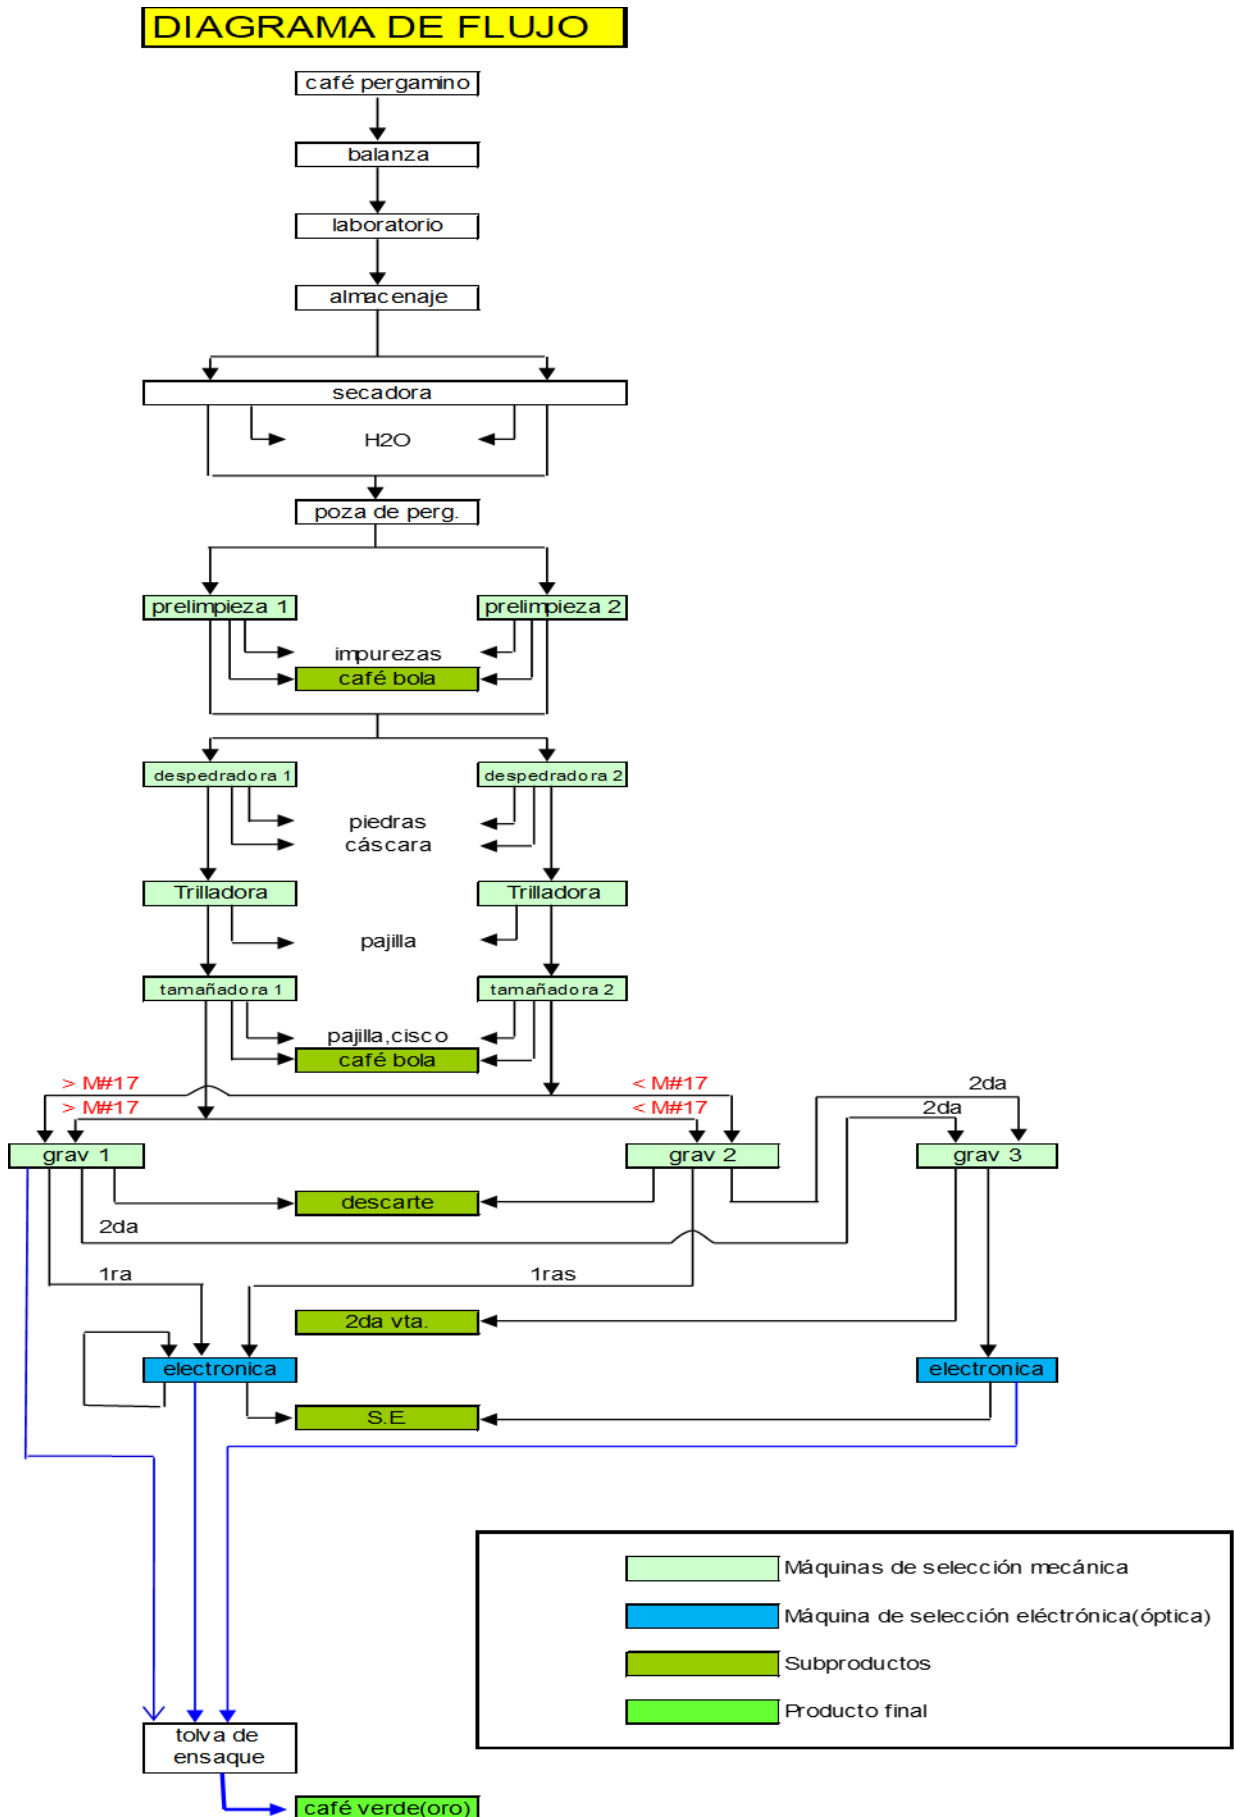 DIAGRAMA DE FLUJO
café pergamino
balanza
laboratorio
almacenaje
secadora
H2O
poza de perg.
prelimpieza 1
prelimpieza 2
impurezas
café bola
despedradora 1
despedradora 2
piedras
cáscara
Trilladora
Trilladora
pajilla
tamañadora 1
tamañadora 2
pajilla,cisco
café bola
> M#17
< M#17
2da
> M#17
< M#17
2da
grav 1
grav 2
grav 3
descarte
2da
1ra
1ras
2da vta.
electronica
electronica
S.E
Máquinas de selección mecánica
Máquina de selección eléctrónica(óptica)
Subproductos
Producto final
tolva de
ensaque
café verde(oro)